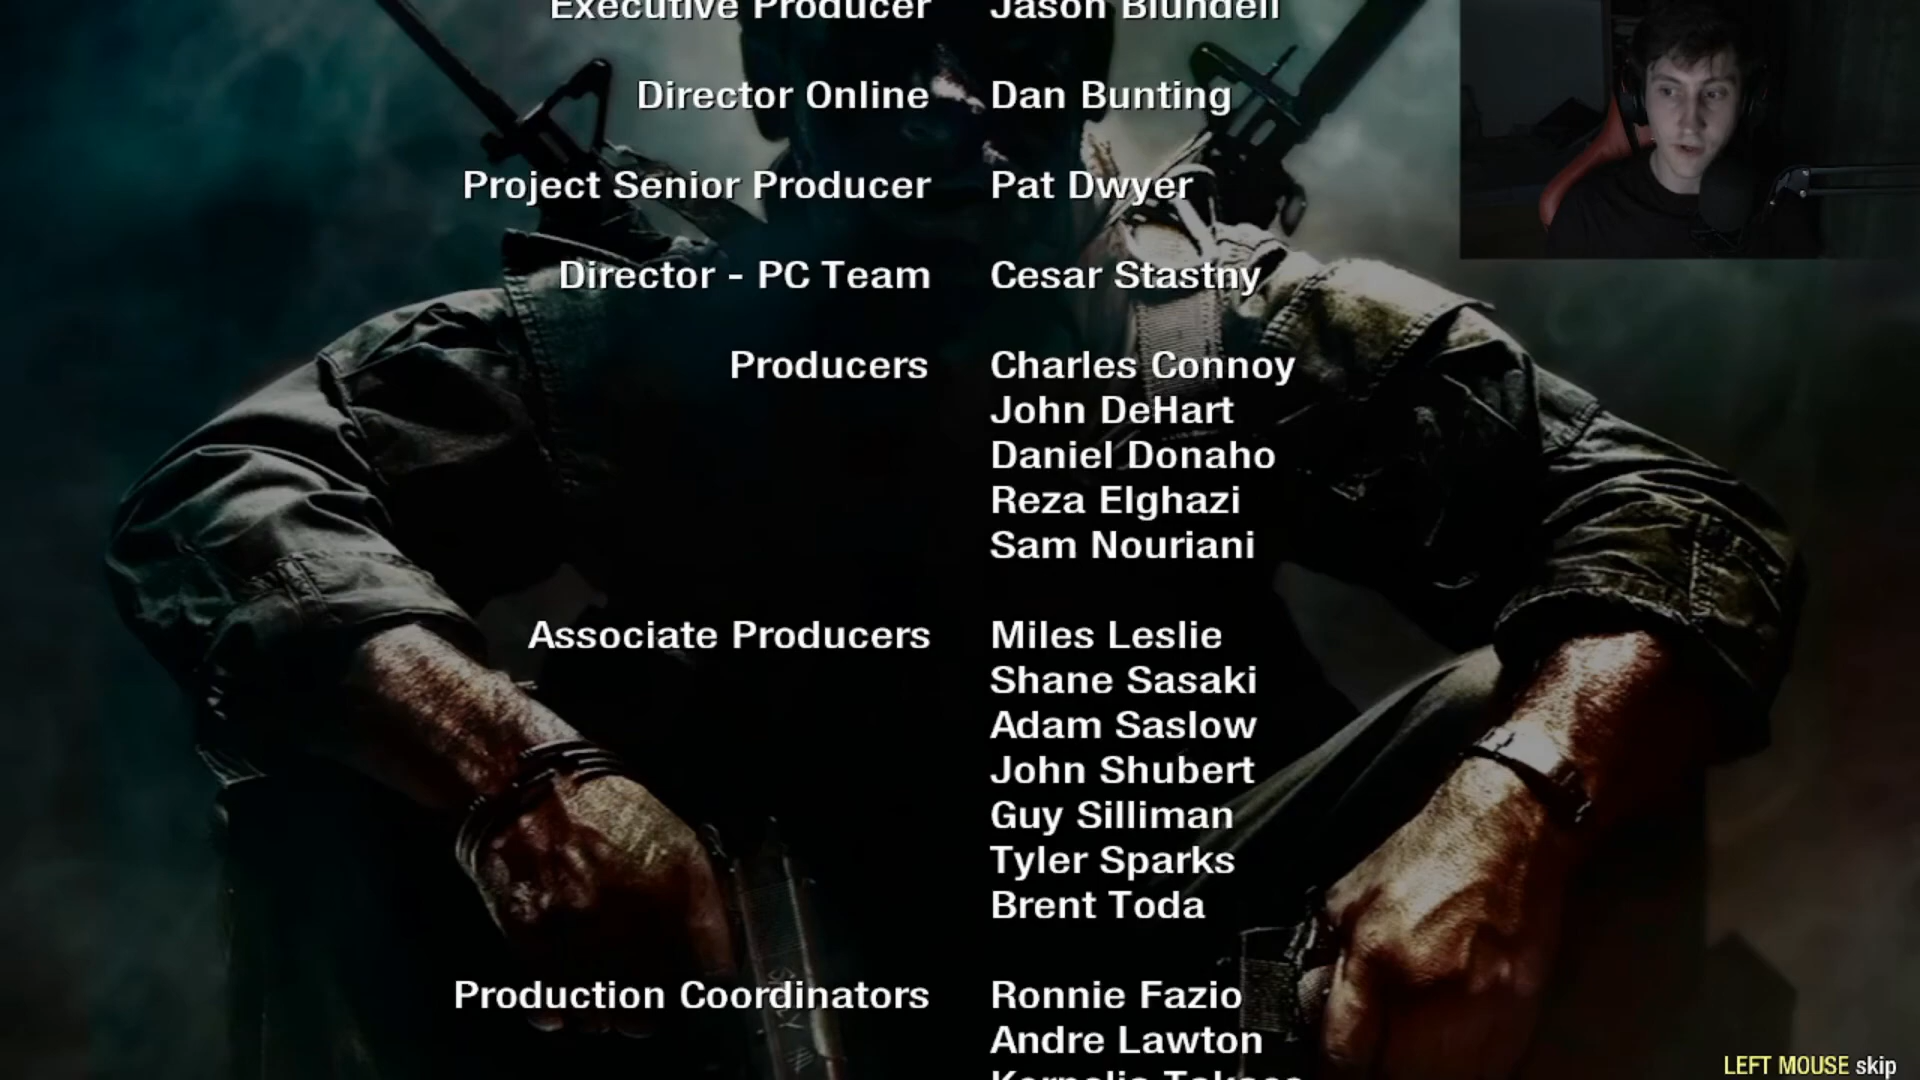 Executive Producer Jason Blundell
Director Online Dan Bunting
Project Senior Producer Pat Dwyer
Director - PC Team Cesar Stastny
Producers Charles Connoy
John DeHart
Daniel Donaho
Reza Elghazi
Sam Nouriani
Associate Producers Miles Leslie
Shane Sasaki
Adam Saslow
John Shubert
Guy Silliman
Tyler Sparks
Brent Toda
Production Coordinators Ronnie Fazio
Andre Lawton
LEFT MOUSE skip